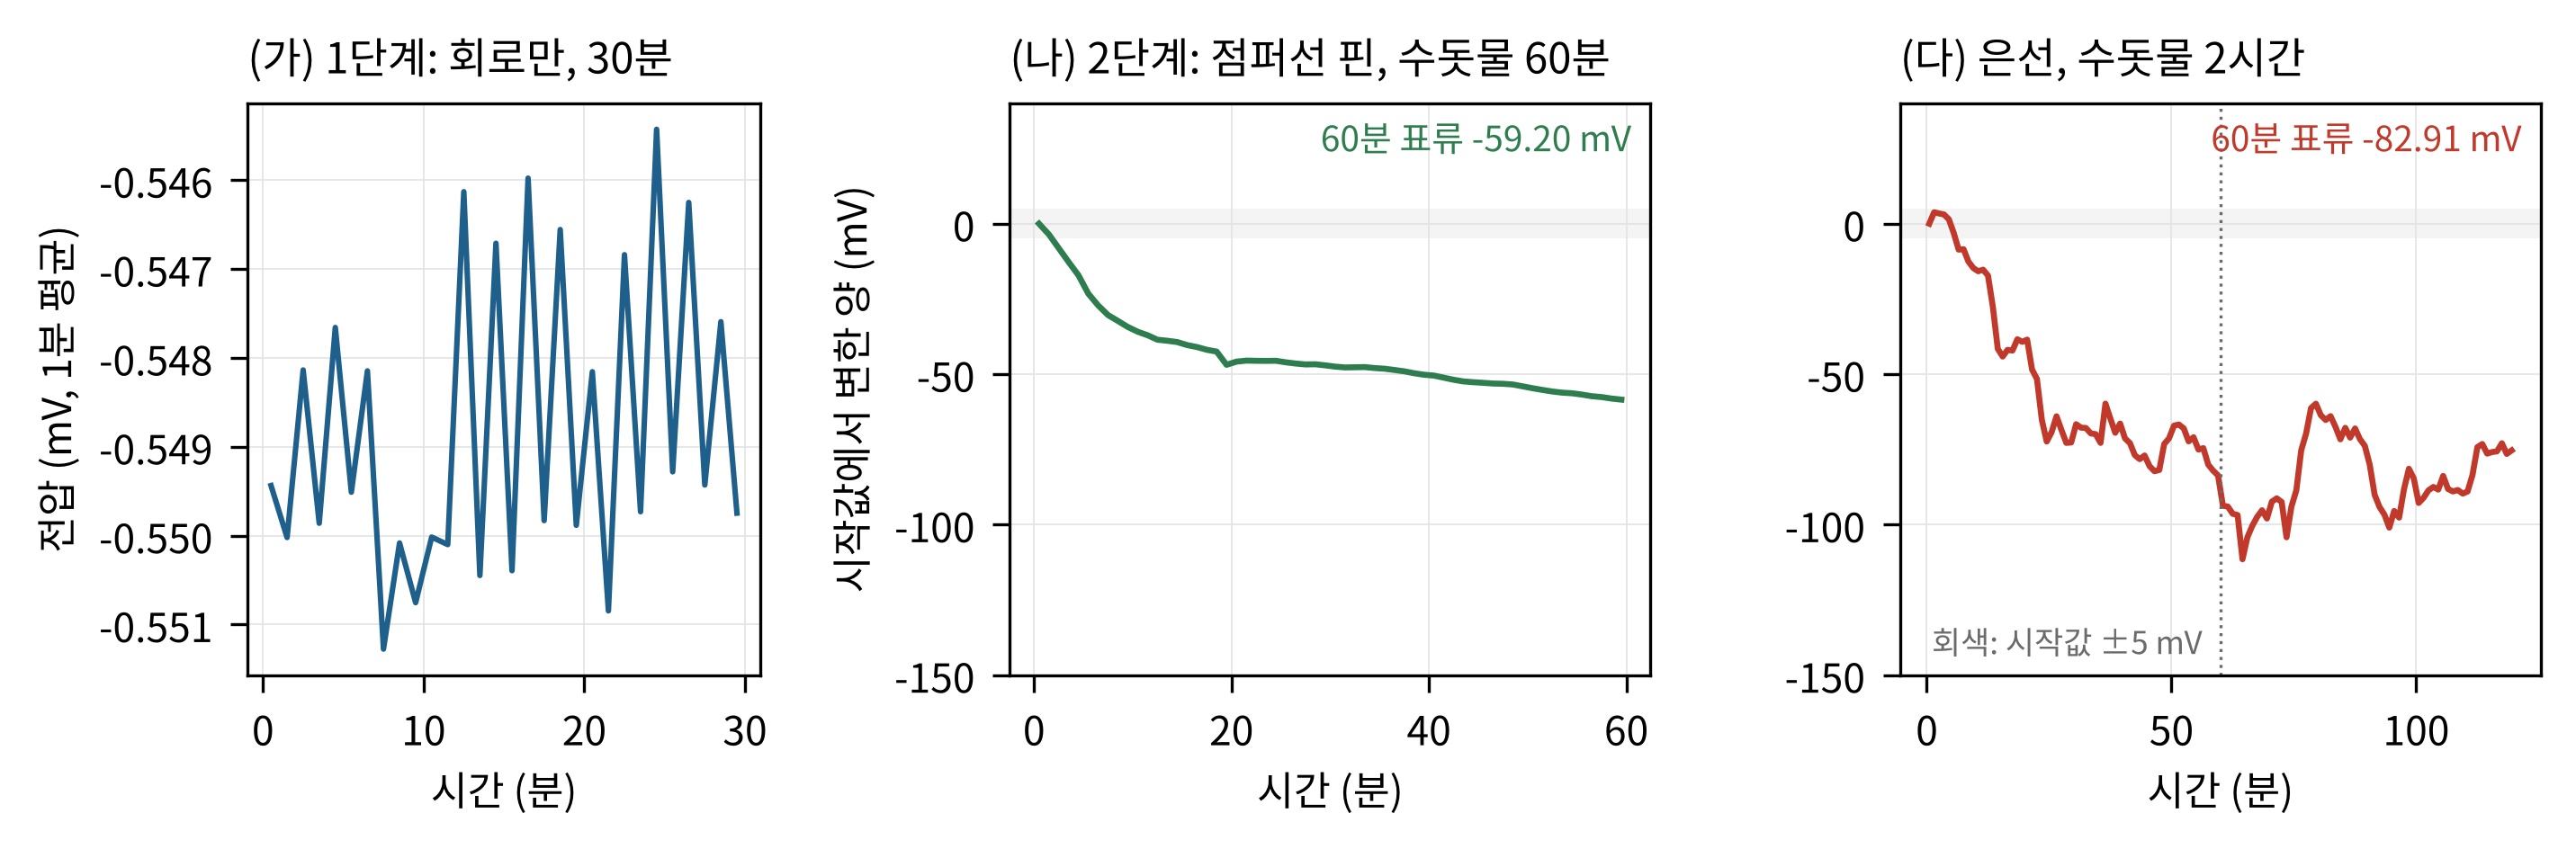 (가) 1단계: 회로만, 30분
전압 (mV, 1분 평균)
-0.546
-0.547
-0.548
-0.549
-0.550
-0.551
0 10 20 30
시간 (분)
(나) 2단계: 점퍼선 핀, 수돗물 60분
60분 표류 -59.20 mV
시작값에서 변한 양 (mV)
0
-50
-100
-150
0 20 40 60
시간 (분)
(다) 은선, 수돗물 2시간
60분 표류 -82.91 mV
0
-50
-100
-150
회색: 시작값 ±5 mV
0 50 100
시간 (분)